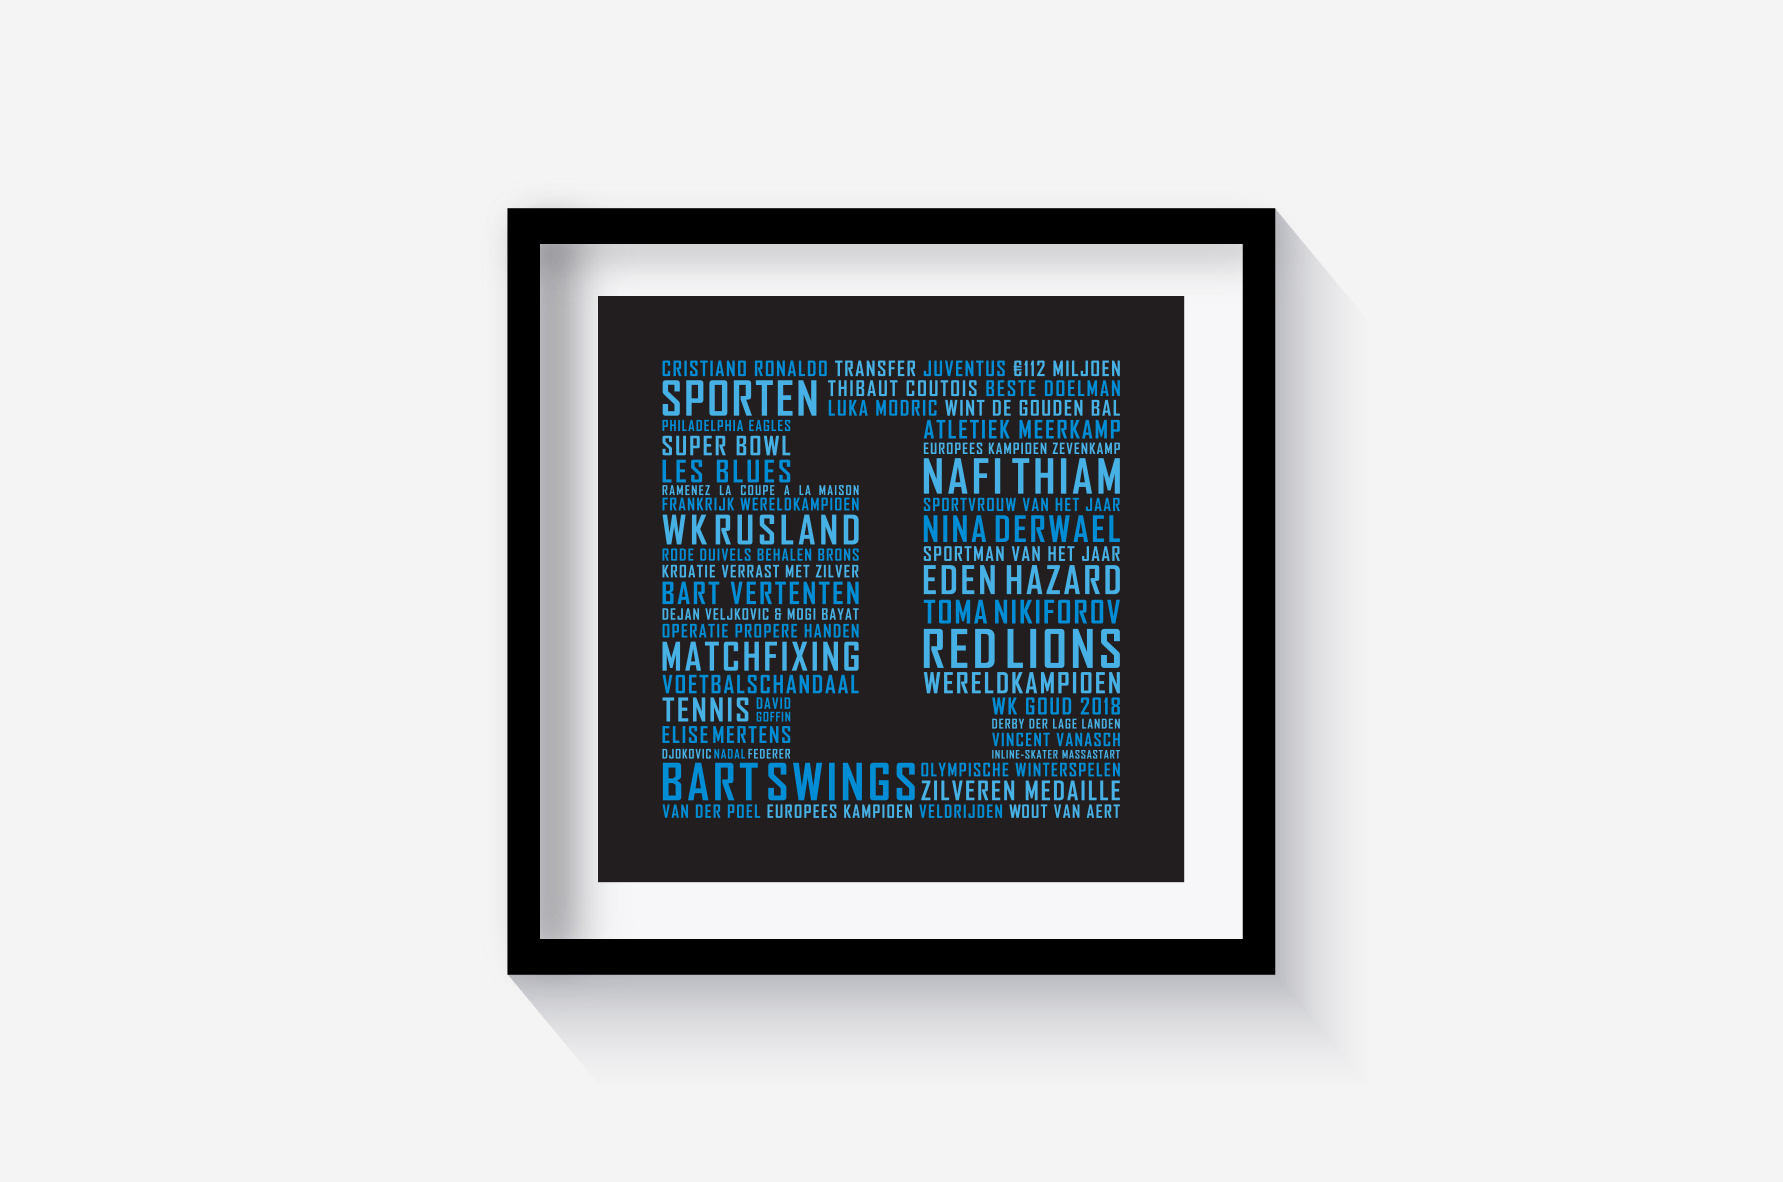 CRISTIANO RONALDO TRANSFER JUVENTUS €112 MILJOEN
SPORTEN
THIBAUT COUTOIS BESTE DOELMAN
LUKA MODRIC WINT DE GOUDEN BAL
PHILADELPHIA EAGLES
SUPER BOWL
LES BLUES
RAMENEZ LA COUPE A LA MAISON
FRANKRIJK WERELDKAMPIOEN
WK RUSLAND
RODE DUIVELS BEHALEN BRONS
KROATIE VERRAST MET ZILVER
BART VERTENTEN
DEJAN VELJKOVIC & MOGI BAYAT
OPERATIE PROPERE HANDEN
MATCHFIXING
VOETBALSCHANDAAL
TENNIS DAVID
GOFFIN
ELISE MERTENS
DJOKOVIC NADAL FEDERER
ATLETIEK MEERKAMP
EUROPEES KAMPIOEN ZEVENKAMP
NAFI THIAM
SPORTVROUW VAN HET JAAR
NINA DERWAEL
SPORTMAN VAN HET JAAR
EDEN HAZARD
TOMA NIKIFOROV
RED LIONS
WERELDKAMPIOEN
WK GOUD 2018
DERBY DER LAGE LANDEN
VINCENT VANASCH
INLINE-SKATER MASSASTART
BART SWINGS
OLYMPISCHE WINTERSPELEN
ZILVEREN MEDAILLE
VAN DER POEL EUROPEES KAMPIOEN VELDRIJDEN WOUT VAN AERT